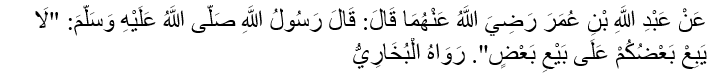 عَنْ عَبْدِ اللَّهِ بْنِ عُمَرَ رَضِيَ اللَّهُ عَنْهُمَا قَالَ: قَالَ رَسُولُ اللَّهِ صَلَّى اللَّهُ عَلَيْهِ وَسَلَّمَ: "لَا
يَبِعْ بَعْضُكُمْ عَلَى بَيْعِ بَعْضٍ". رَوَاهُ الْبُخَارِيُّ